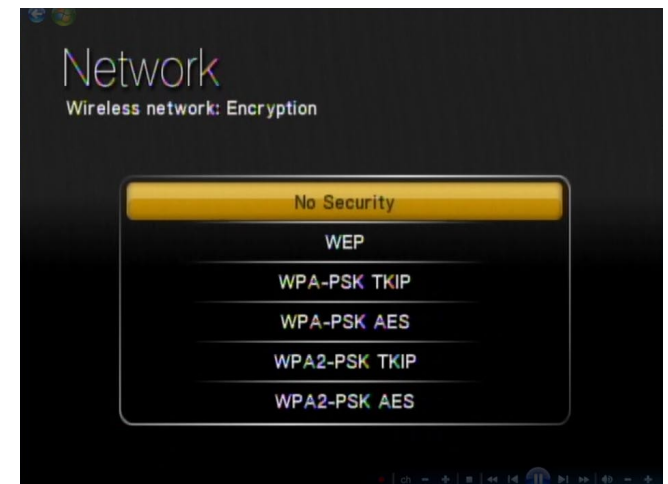 Network
Wireless network: Encryption
No Security
WEP
WPA-PSK TKIP
WPA-PSK AES
WPA2-PSK TKIP
WPA2-PSK AES
ch